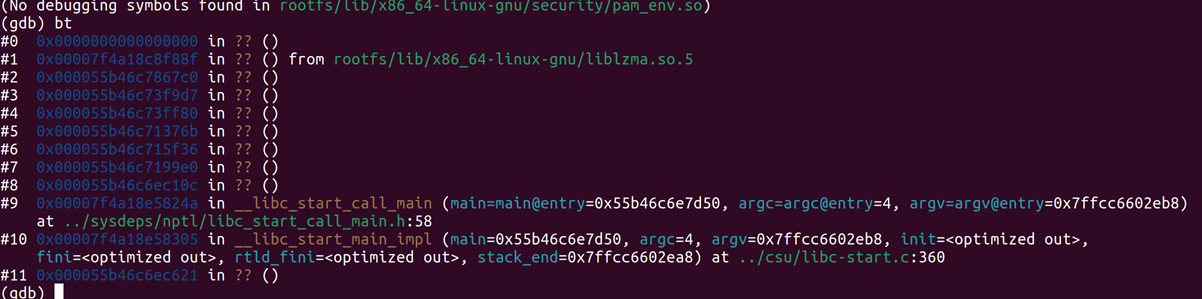 (No debugging symbols found in rootfs/lib/x86_64-linux-gnu/security/pam_env.so)
(gdb) bt
#0  0x0000000000000000 in ?? ()
#1  0x00007f4a18c8f88f in ?? () from rootfs/lib/x86_64-linux-gnu/liblzma.so.5
#2  0x000055b46c7867c0 in ?? ()
#3  0x000055b46c73f9d7 in ?? ()
#4  0x000055b46c73ff80 in ?? ()
#5  0x000055b46c71376b in ?? ()
#6  0x000055b46c715f36 in ?? ()
#7  0x000055b46c7199e0 in ?? ()
#8  0x000055b46c6ec10c in ?? ()
#9  0x00007f4a18e5824a in __libc_start_call_main (main=main@entry=0x55b46c6e7d50, argc=argc@entry=4, argv=argv@entry=0x7ffcc6602eb8)
    at ../sysdeps/nptl/libc_start_call_main.h:58
#10 0x00007f4a18e58305 in __libc_start_main_impl (main=0x55b46c6e7d50, argc=4, argv=0x7ffcc6602eb8, init=<optimized out>,
    fini=<optimized out>, rtld_fini=<optimized out>, stack_end=0x7ffcc6602ea8) at ../csu/libc-start.c:360
#11 0x000055b46c6ec621 in ?? ()
(gdb)